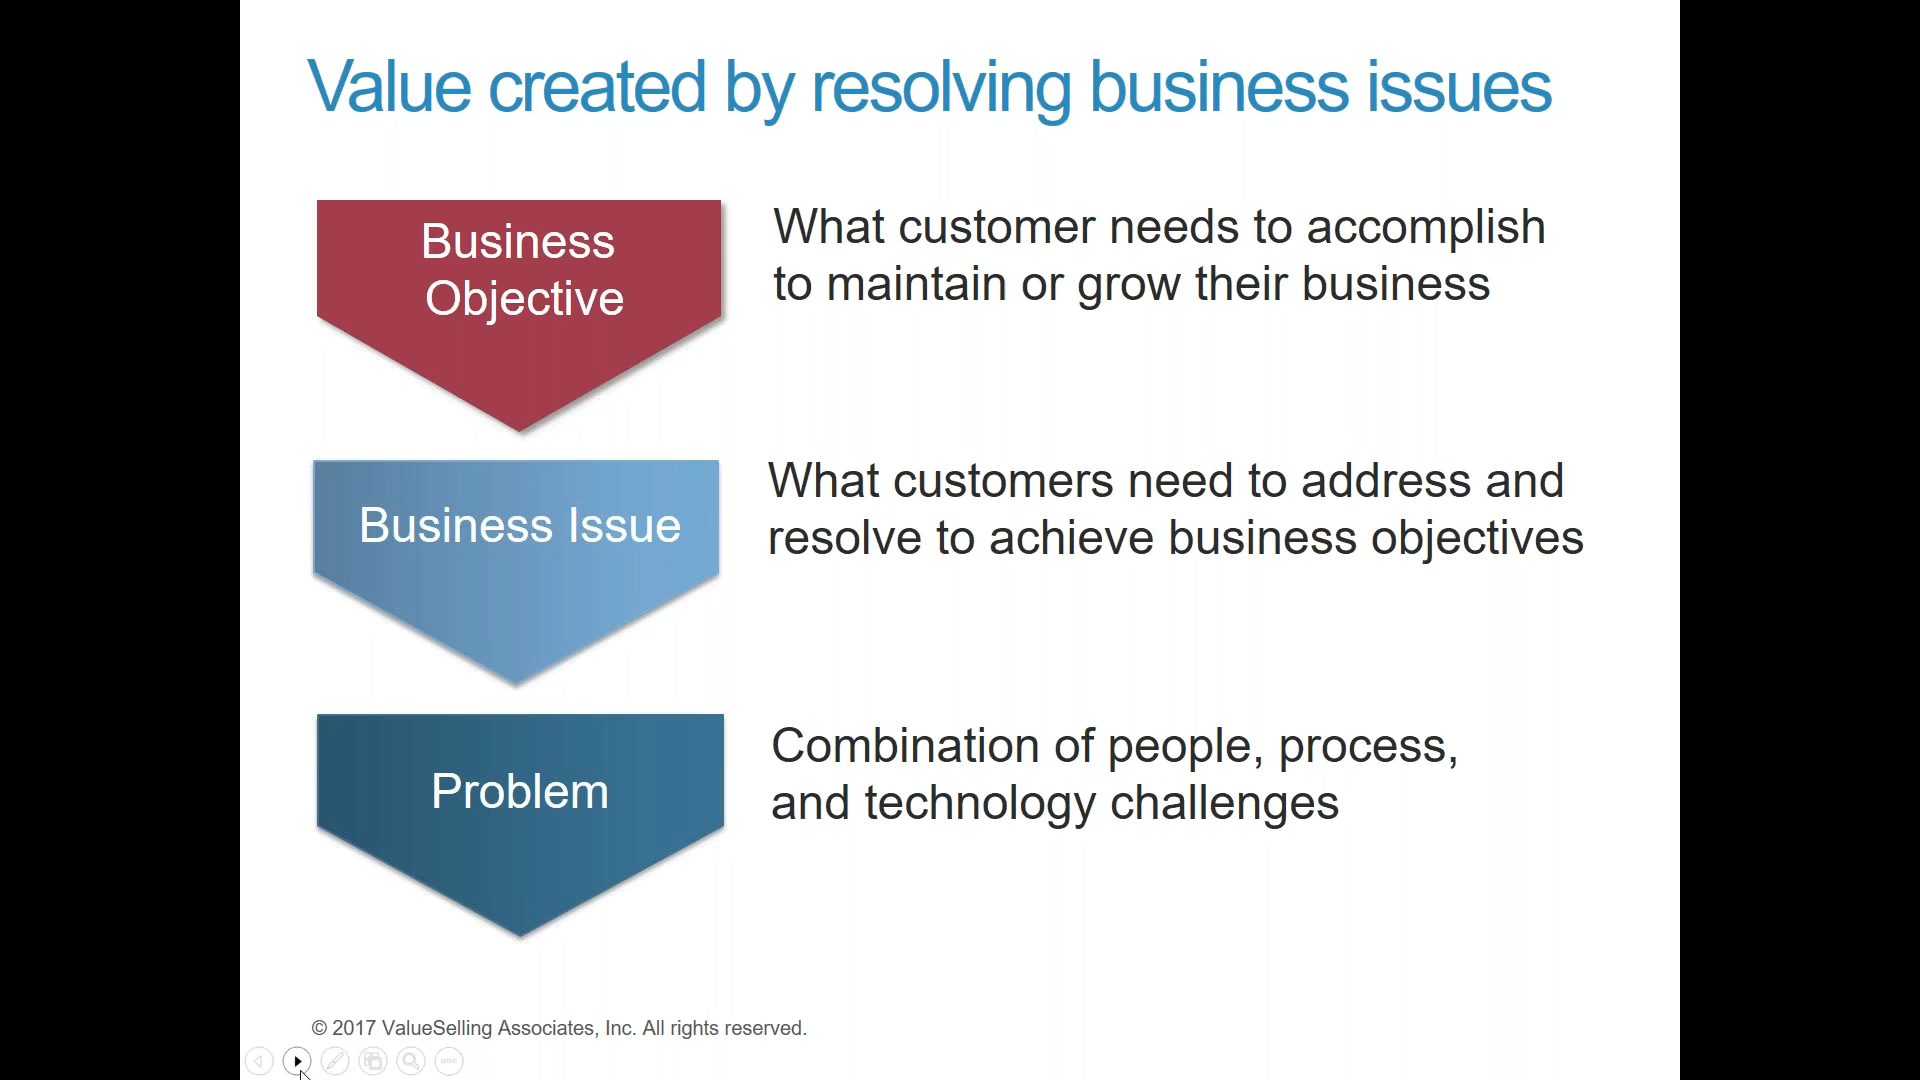 Value created by resolving business issues
Business
Objective
What customer needs to accomplish
to maintain or grow their business
Business Issue
What customers need to address and
resolve to achieve business objectives
Problem
Combination of people, process,
and technology challenges
© 2017 ValueSelling Associates, Inc. All rights reserved.